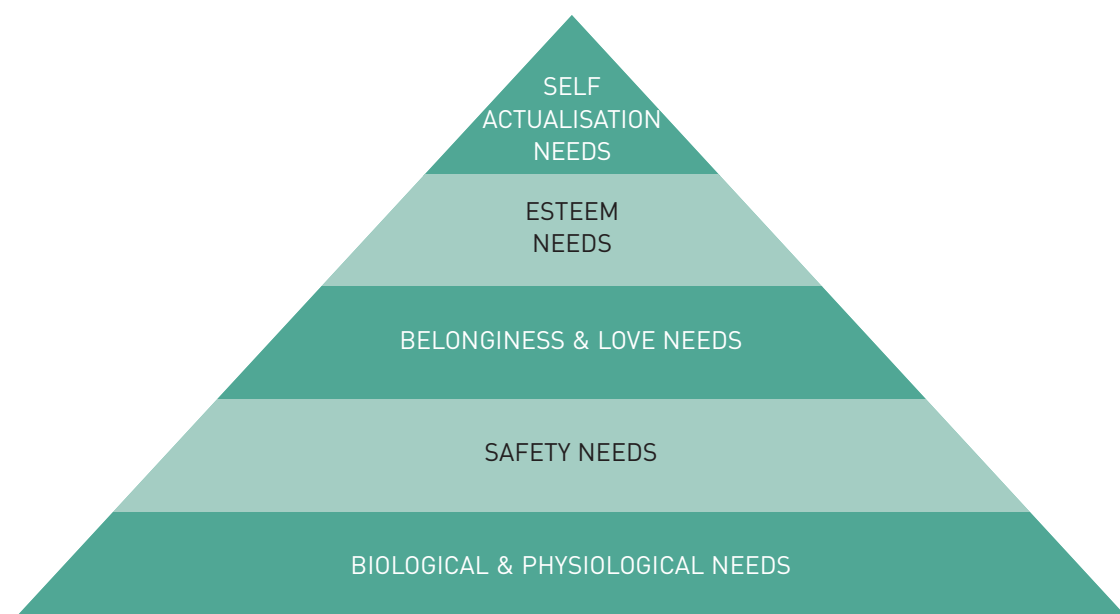 SELF
ACTUALISATION
NEEDS
ESTEEM
NEEDS
BELONGINESS & LOVE NEEDS
SAFETY NEEDS
BIOLOGICAL & PHYSIOLOGICAL NEEDS